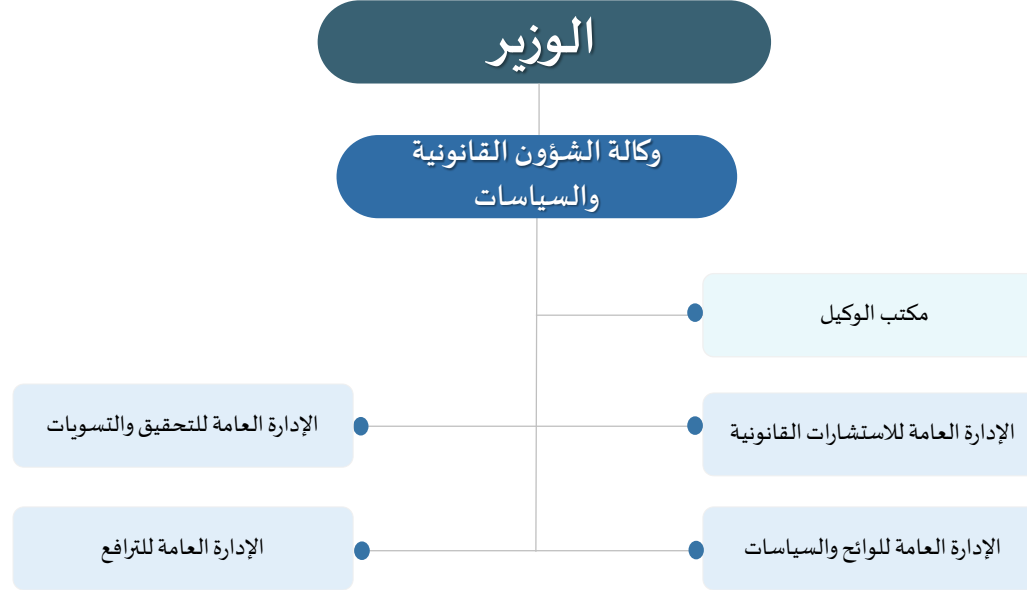 الوزير
وكالة الشؤون القانونية
والسياسات
مكتب الوكيل
الإدارة العامة للاستشارات القانونية
الإدارة العامة للتحقيق والتسويات
الإدارة العامة للوائح والسياسات
الإدارة العامة للترافع